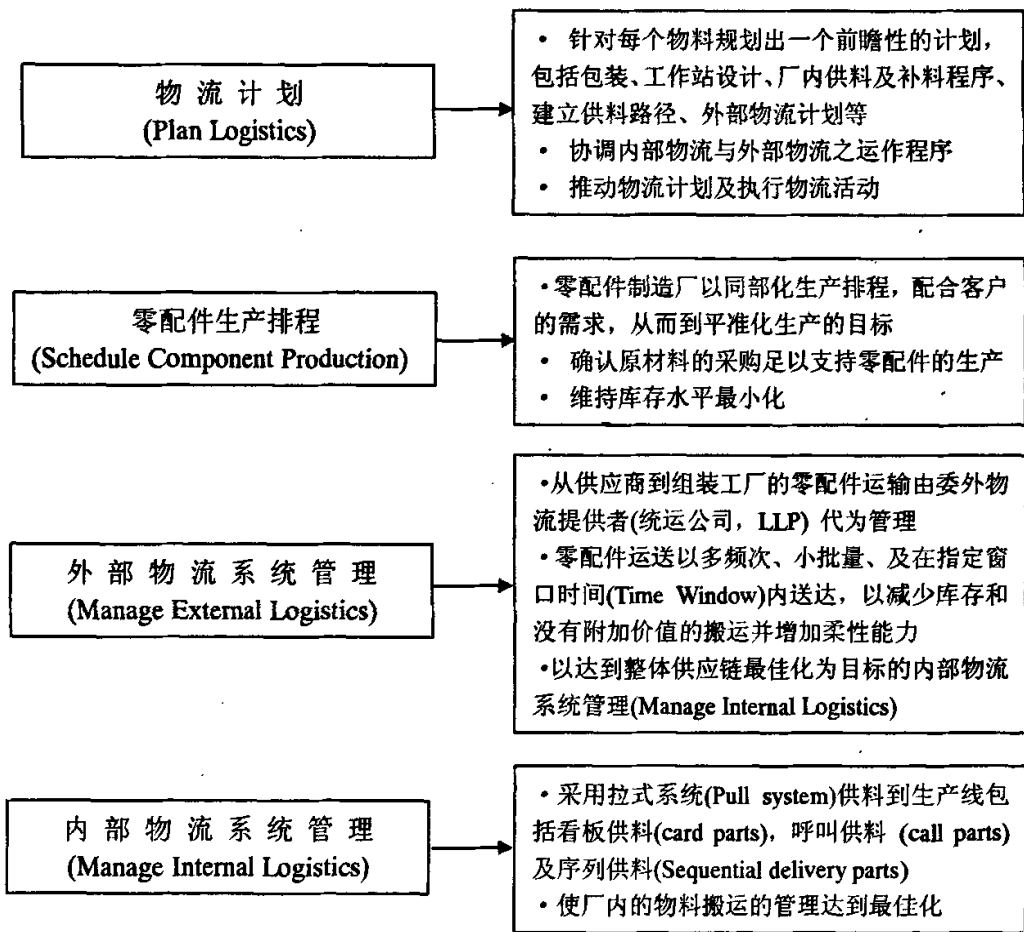 物流计划
(Plan Logistics)
• 针对每个物料规划出一个前瞻性的计划，
包括包装、工作站设计、厂内供料及补料程序、
建立供料路径、外部物流计划等
• 协调内部物流与外部物流之运作程序
• 推动物流计划及执行物流活动
零配件生产排程
(Schedule Component Production)
•零配件制造厂以同部化生产排程，配合客户
的需求，从而到平准化生产的目标
• 确认原材料的采购足以支持零配件的生产
• 维持库存水平最小化
外部物流系统管理
(Manage External Logistics)
•从供应商到组装工厂的零配件运输由委外物
流提供者(统运公司，LLP) 代为管理
•零配件运送以多频次、小批量、及在指定窗
口时间(Time Window)内送达，以减少库存和
没有附加价值的搬运并增加柔性能力
•以达到整体供应链最佳化为目标的内部物流
系统管理(Manage Internal Logistics)
内部物流系统管理
(Manage Internal Logistics)
•采用拉式系统(Pull system)供料到生产线包
括看板供料(card parts)，呼叫供料 (call parts)
及序列供料(Sequential delivery parts)
•使厂内的物料搬运的管理达到最佳化